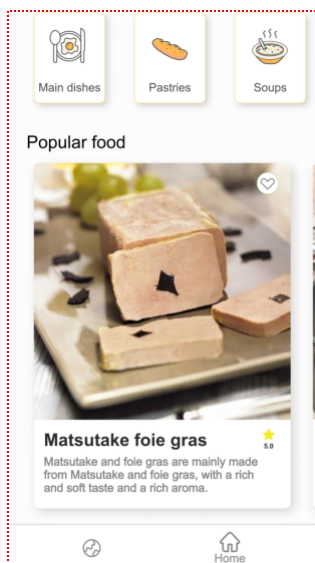 Main dishes
Pastries
Soups
Popular food
Matsutake foie gras
5.0
Matsutake and foie gras are mainly made
from Matsutake and foie gras, with a rich
and soft taste and a rich aroma.
Home